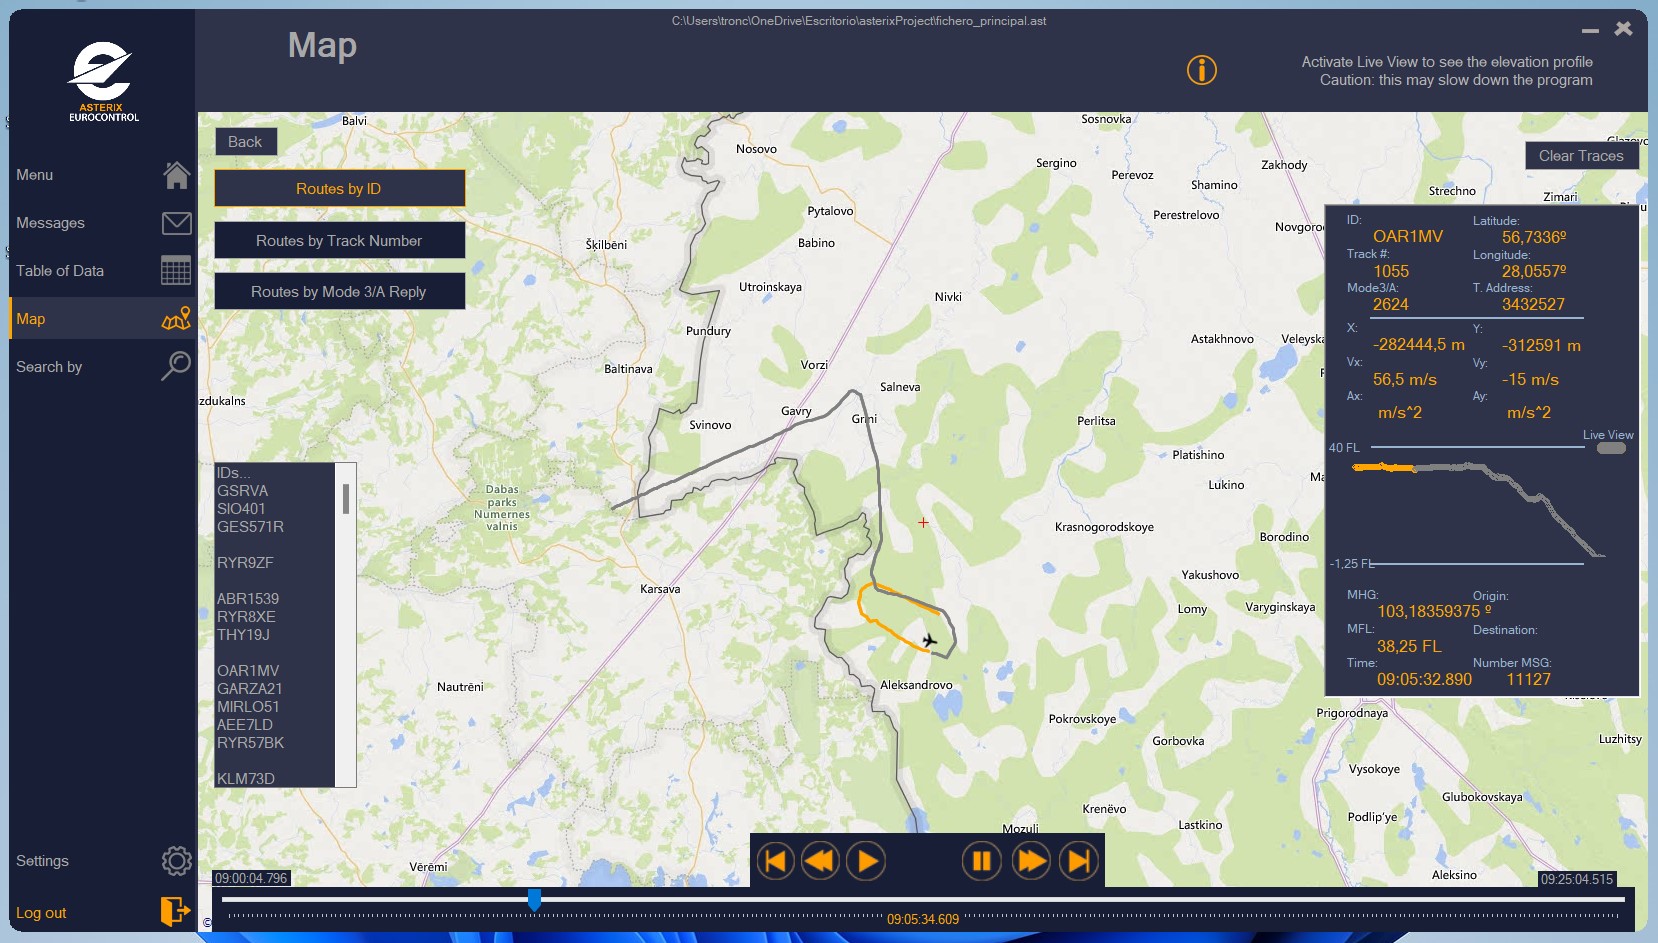 C:\Users\tronc\OneDrive\Escritorio\asterixProject\fichero_principal.ast
Map
Activate Live View to see the elevation profile
Caution: this may slow down the program
ASTERIX
EUROCONTROL
Menu
Messages
Table of Data
Map
Search by
Settings
Log out
Back
Routes by ID
Routes by Track Number
Routes by Mode 3/A Reply
Clear Traces
IDs...
GSRVA
SIO401
GES571R
RYR9ZF
ABR1539
RYR8XE
THY19J
OAR1MV
GARZA21
MIRLO51
AEE7LD
RYR57BK
KLM73D
Balvi
Nosovo
Sosnovka
Sergino
Perevoz
Zakhody
Shamino
Strechno
Zimari
Pytalovo
Perestrelovo
Babino
Šķilbēni
Utroinskaya
Nivki
Pundury
Astakhnovo
Vorzi
Baltinava
Salneva
Gavry
Grini
Svinovo
Perlitsa
Platishino
Lukino
Dabas
parks
Numernes
valnis
Krasnogorodskoye
Borodino
Karsava
Yakushovo
Lomy
Varyginskaya
Nautrēni
Aleksandrovo
Pokrovskoye
Gorbovka
Prigorodnaya
Luzhitsy
Vysokoye
Glubokovskaya
Krenëvo
Podlip'ye
Lastkino
Mozuli
Vērēmi
Aleksino
ID:
OAR1MV
Latitude:
56,7336º
Track #:
1055
Longitude:
28,0557º
Mode3/A:
2624
T. Address:
3432527
X:
-282444,5 m
Y:
-312591 m
Vx:
56,5 m/s
Vy:
-15 m/s
Ax:
m/s^2
Ay:
m/s^2
Live View
40 FL
-1,25 FL
MHG:
103,18359375 º
Origin:
MFL:
38,25 FL
Destination:
Time:
09:05:32.890
Number MSG:
11127
09:00:04.796
09:25:04.515
©
09:05:34.609